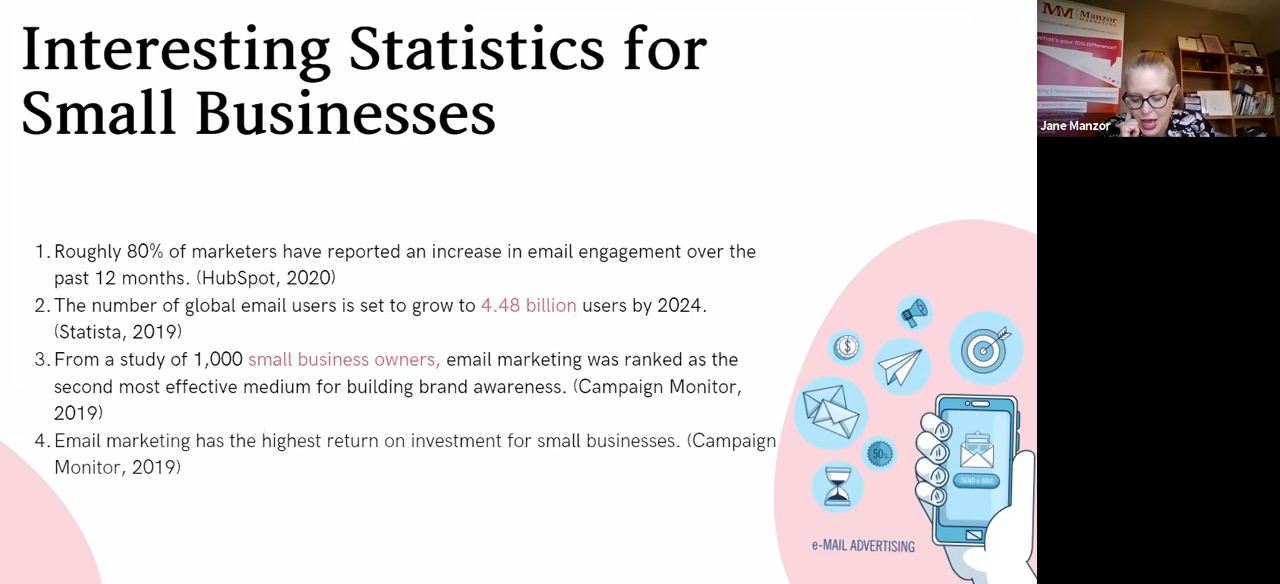 Interesting Statistics for
Small Businesses
1. Roughly 80% of marketers have reported an increase in email engagement over the
past 12 months. (HubSpot, 2020)
2. The number of global email users is set to grow to 4.48 billion users by 2024.
(Statista, 2019)
3. From a study of 1,000 small business owners, email marketing was ranked as the
second most effective medium for building brand awareness. (Campaign Monitor,
2019)
4. Email marketing has the highest return on investment for small businesses. (Campaign
Monitor, 2019)
50%
SEND e-MAIL
e-MAIL ADVERTISING
MM Manzor
MARKETING
What's your 10% Difference?
Jane Manzor